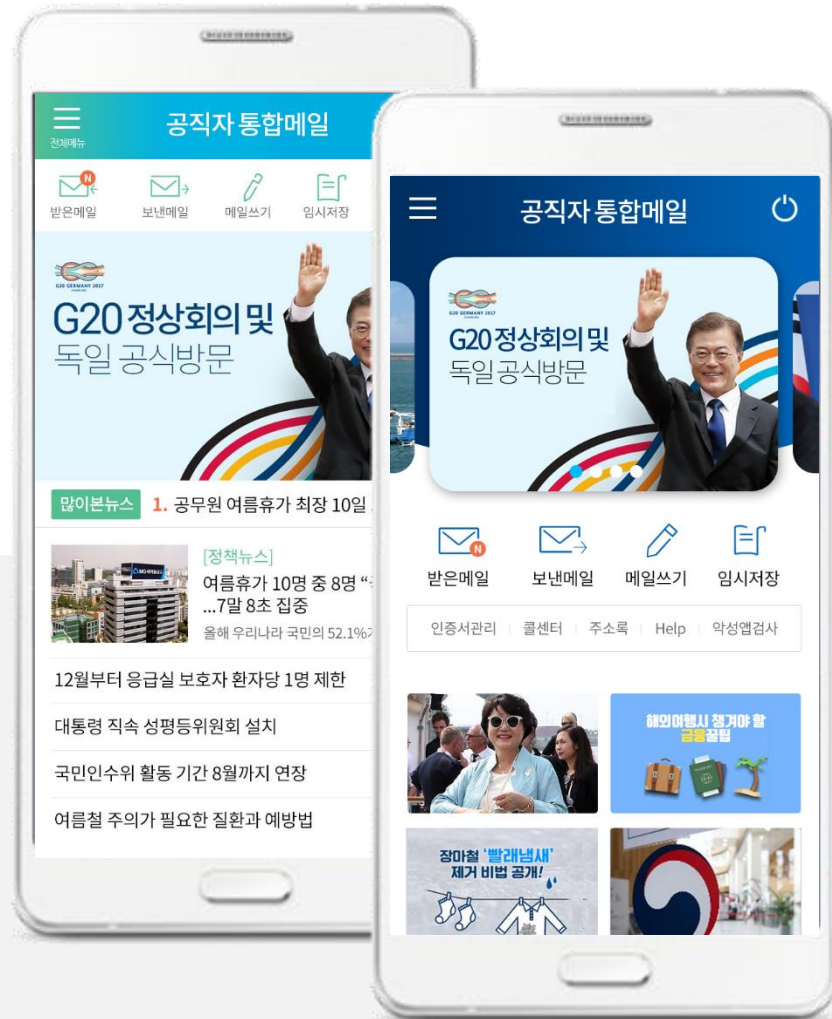 전체메뉴
공직자 통합메일
N
받은메일
보낸메일
메일쓰기
임시저장
G20 GERMANY 2017
HAMBURG
G20 정상회의 및
독일 공식방문
많이본뉴스
1. 공무원 여름휴가 최장 10일
[정책뉴스]
여름휴가 10명 중 8명 “
...7말 8초 집중
올해 우리나라 국민의 52.1%
12월부터 응급실 보호자 환자당 1명 제한
대통령 직속 성평등위원회 설치
국민인수위 활동 기간 8월까지 연장
여름철 주의가 필요한 질환과 예방법
공직자 통합메일
G20 GERMANY 2017
HAMBURG
G20 정상회의 및
독일 공식방문
N
받은메일
보낸메일
메일쓰기
임시저장
인증서관리
콜센터
주소록
Help
악성앱검사
해외여행시 챙겨야 할
금융꿀팁
장마철 ‘빨래냄새’
제거 비법 공개!